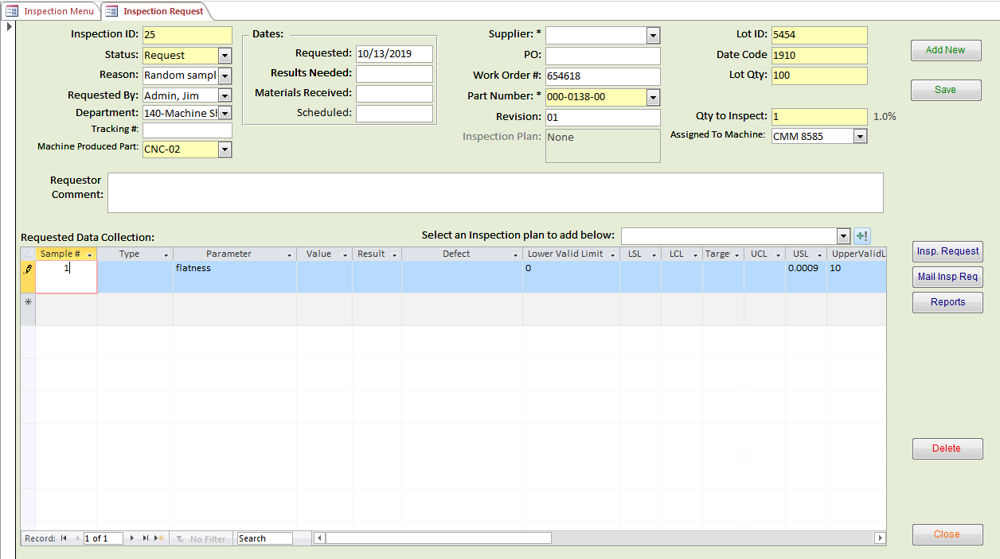 Inspection Menu
Inspection Request
Inspection ID: 25
Status: Request
Reason: Random sampl
Requested By: Admin, Jim
Department: 140-Machine Sh
Tracking #:
Machine Produced Part: CNC-02
Dates:
Requested: 10/13/2019
Results Needed:
Materials Received:
Scheduled:
Supplier: *
PO:
Work Order #: 654618
Part Number: * 000-0138-00
Revision: 01
Inspection Plan: None
Lot ID: 5454
Date Code 1910
Lot Qty: 100
Qty to Inspect: 1 1.0%
Assigned To Machine: CMM 8585
Add New
Save
Requestor
Comment:
Requested Data Collection:
Select an Inspection plan to add below:
Sample # Type Parameter Value Result Defect Lower Valid Limit LSL LCL Targe UCL USL UpperValidL
1 flatness 0 0.0009 10
Insp. Request
Mail Insp Req
Reports
Delete
Close
Record: 1 of 1 No Filter Search